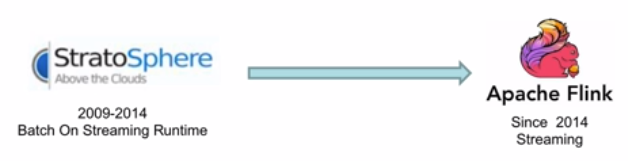 StratoSphere
Above the Clouds
2009-2014
Batch On Streaming Runtime
Apache Flink
Since 2014
Streaming